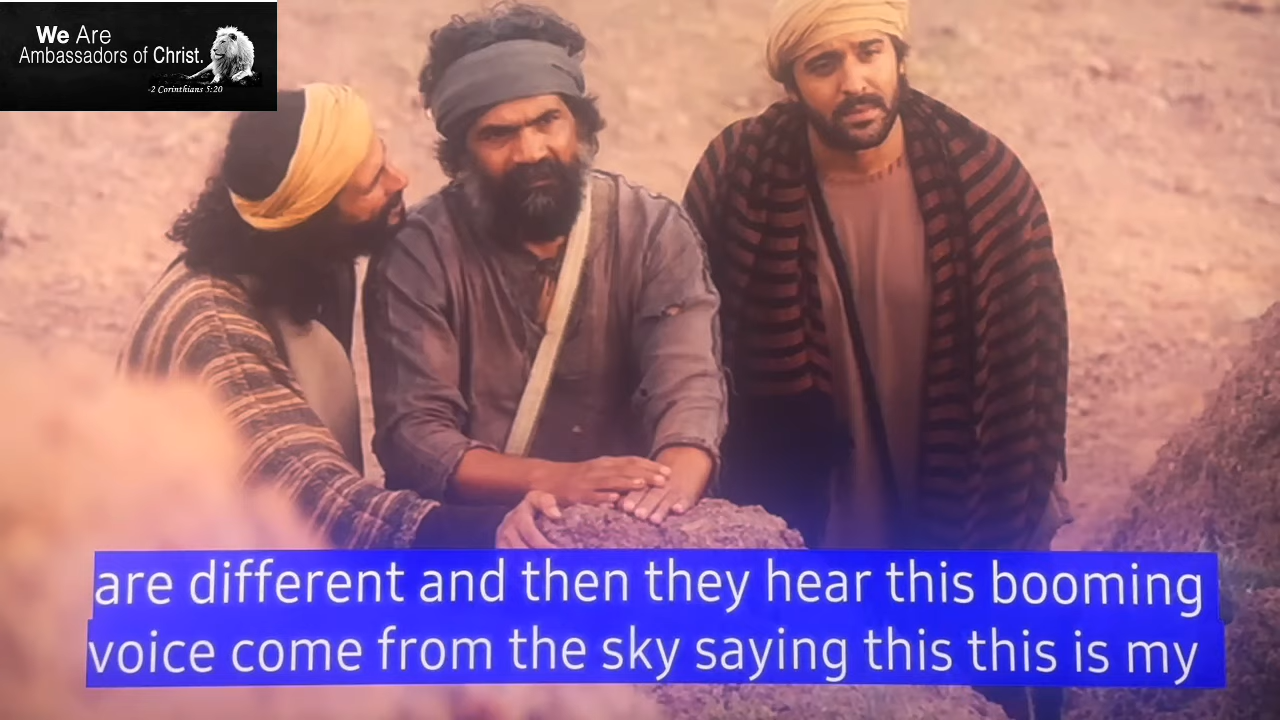 We Are
Ambassadors of Christ.
-2 Corinthians 5:20
are different and then they hear this booming
voice come from the sky saying this this is my